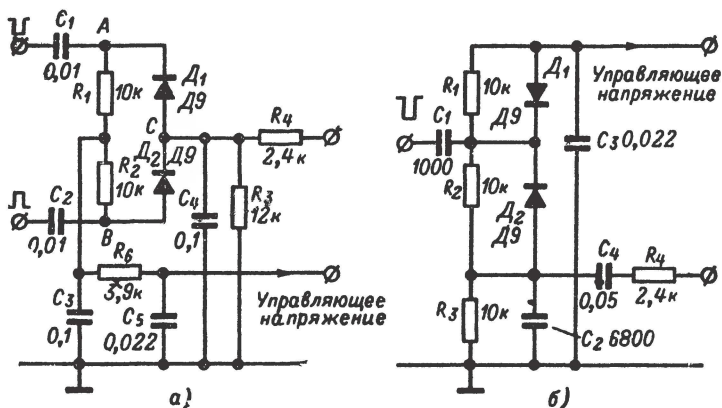 C1
A
0,01
R1
10к
Д1
Д9
C
R2
10к
Д2
Д9
R4
2,4к
C2
0,01
B
C4
0,1
R3
12к
R6
3,9к
C3
0,1
C5
0,022
Управляющее
напряжение
а)
R1
10к
Д1
Д9
Управляющее
напряжение
C3 0,022
C1
1000
R2
10к
Д2
Д9
C4
0,05
R4
2,4к
R3
10к
C2 6800
б)